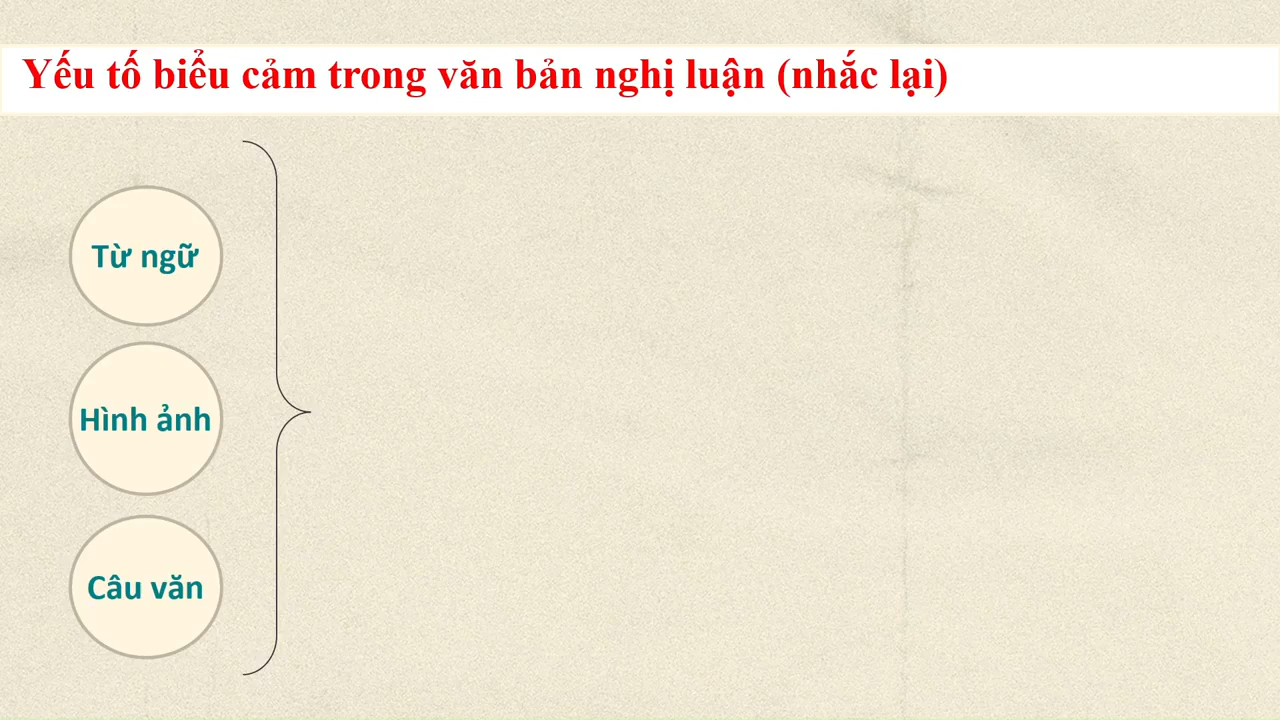 Yếu tố biểu cảm trong văn bản nghị luận (nhắc lại)
Từ ngữ
Hình ảnh
Câu văn